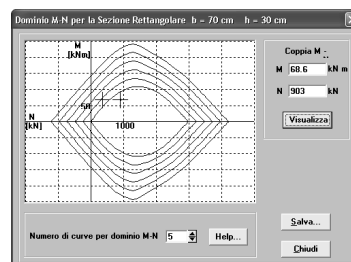 Dominio M-N per la Sezione Rettangolare b = 70 cm h = 30 cm
M
[kNm]
50
N
[kN]
1000
Coppia M -
M 68.6 kN m
N 903 kN
Visualizza
Numero di curve per dominio M-N 5 Help...
Salva...
Chiudi